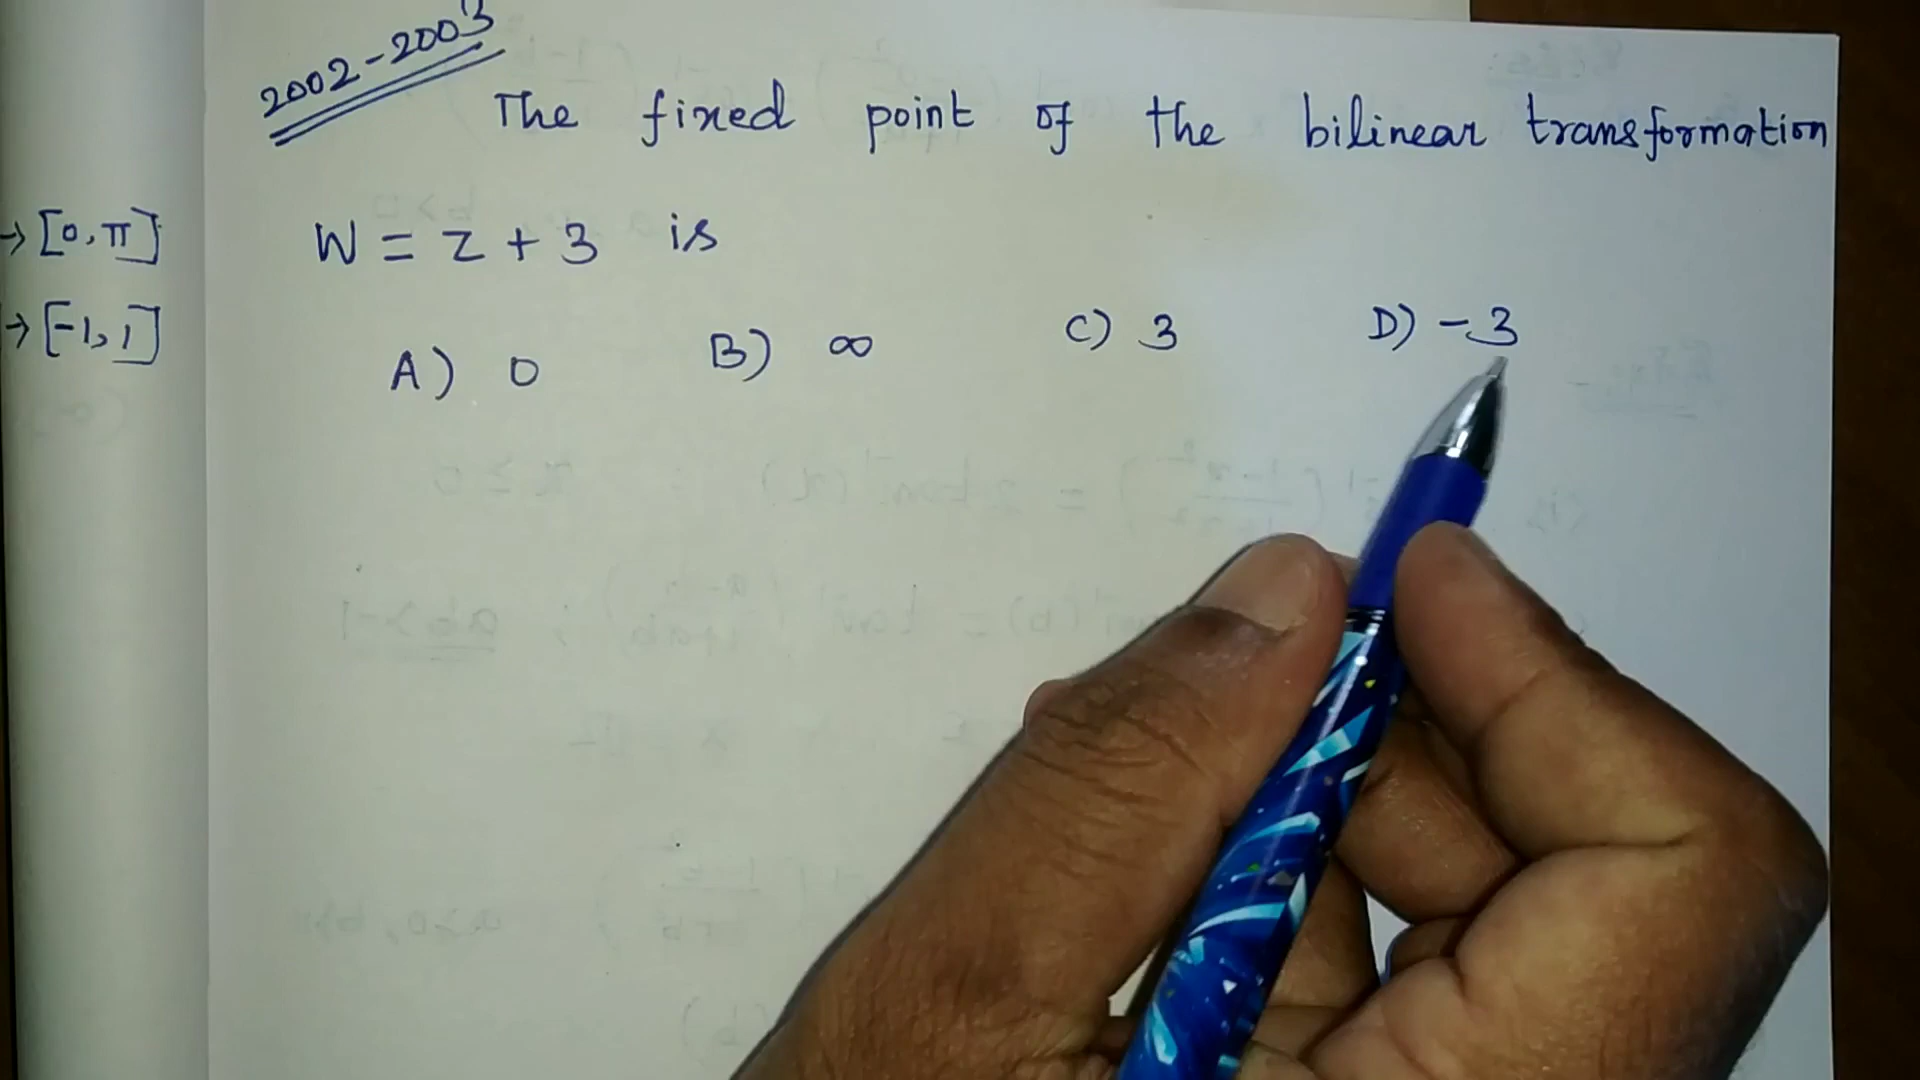 2002-2003
The fixed point of the bilinear transformation
W = z + 3 is
A) 0 B) ∞ C) 3 D) -3
→ [0, π]
→ [-1, 1]